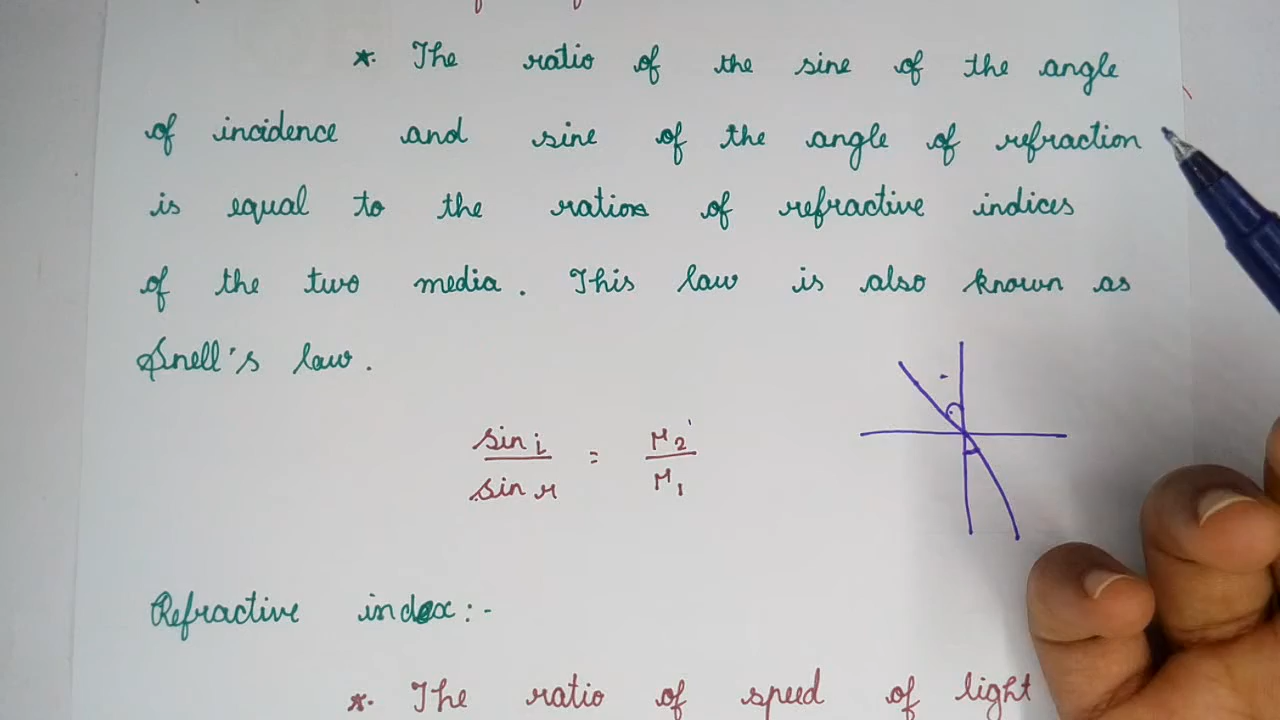 * The ratio of the sine of the angle
of incidence and sine of the angle of refraction
is equal to the ration of refractive indices
of the two media. This law is also known as
Snell's law.
sin i / sin r = μ2 / μ1
Refractive index:-
* The ratio of speed of light